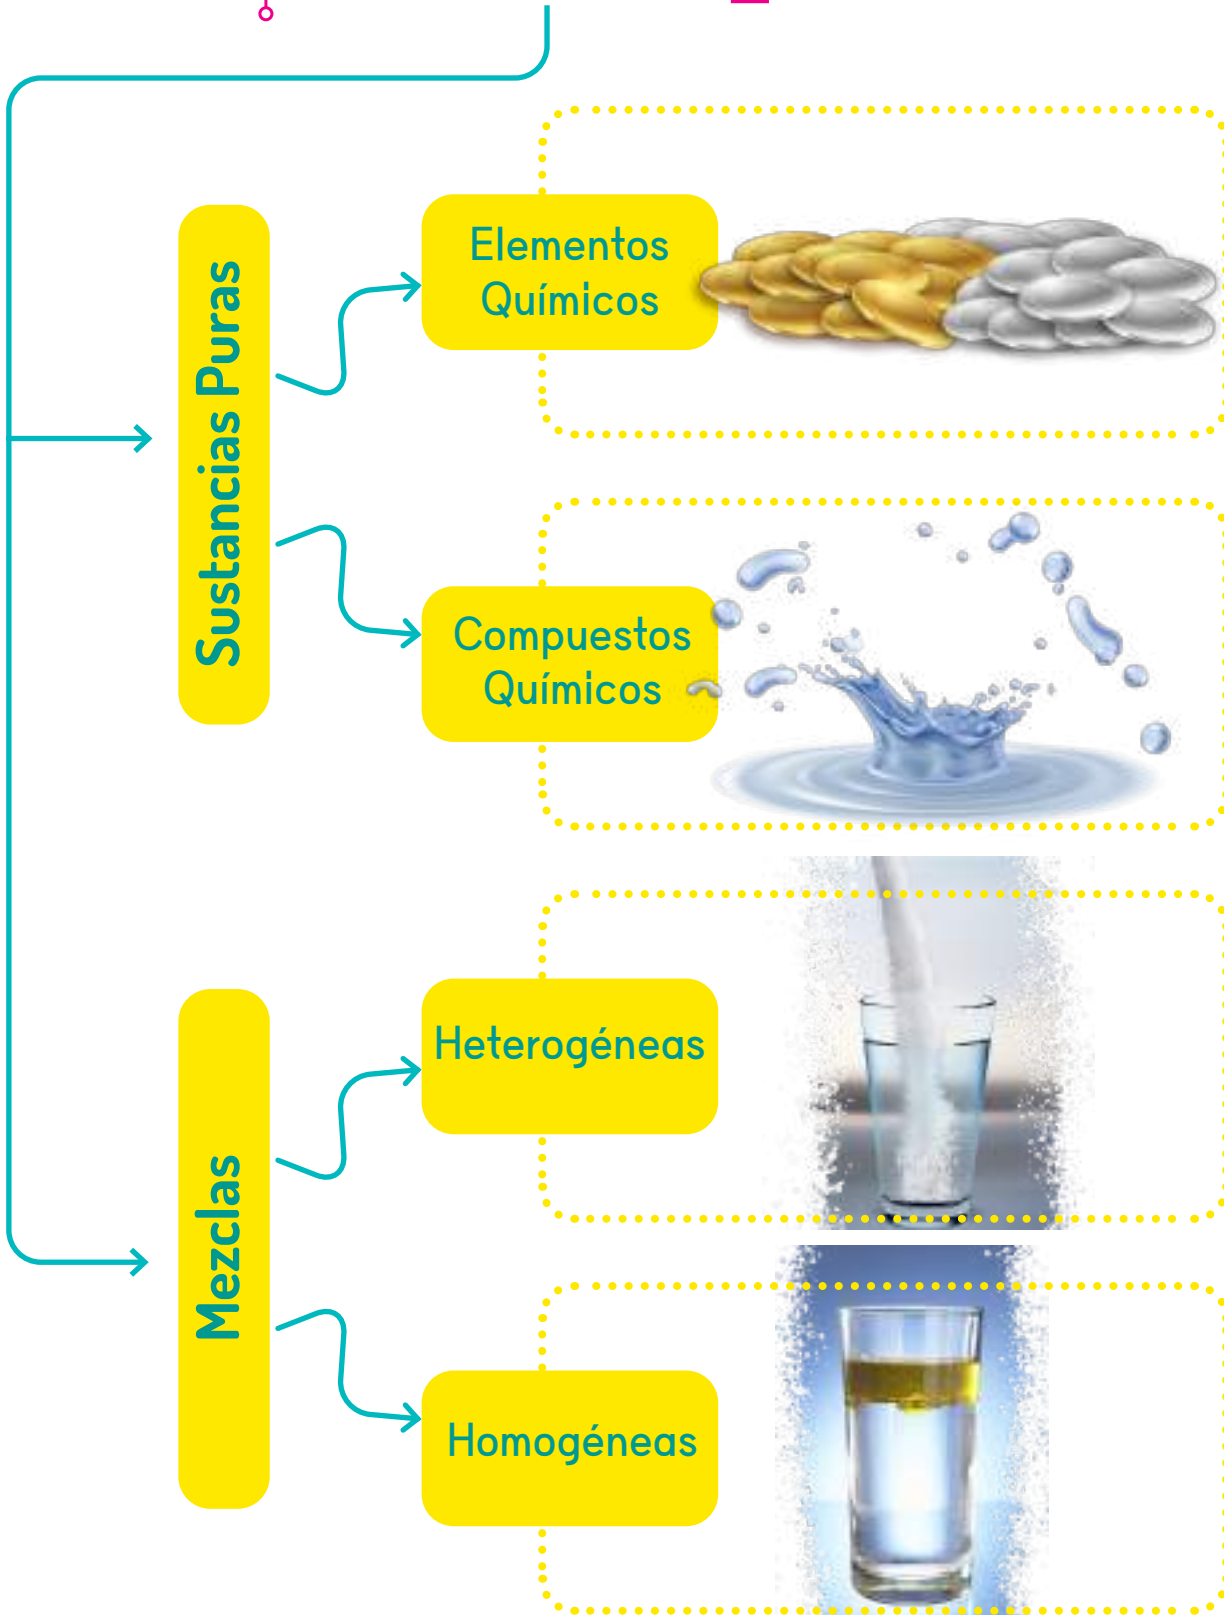 Sustancias Puras
Elementos
Químicos
Compuestos
Químicos
Mezclas
Heterogéneas
Homogéneas